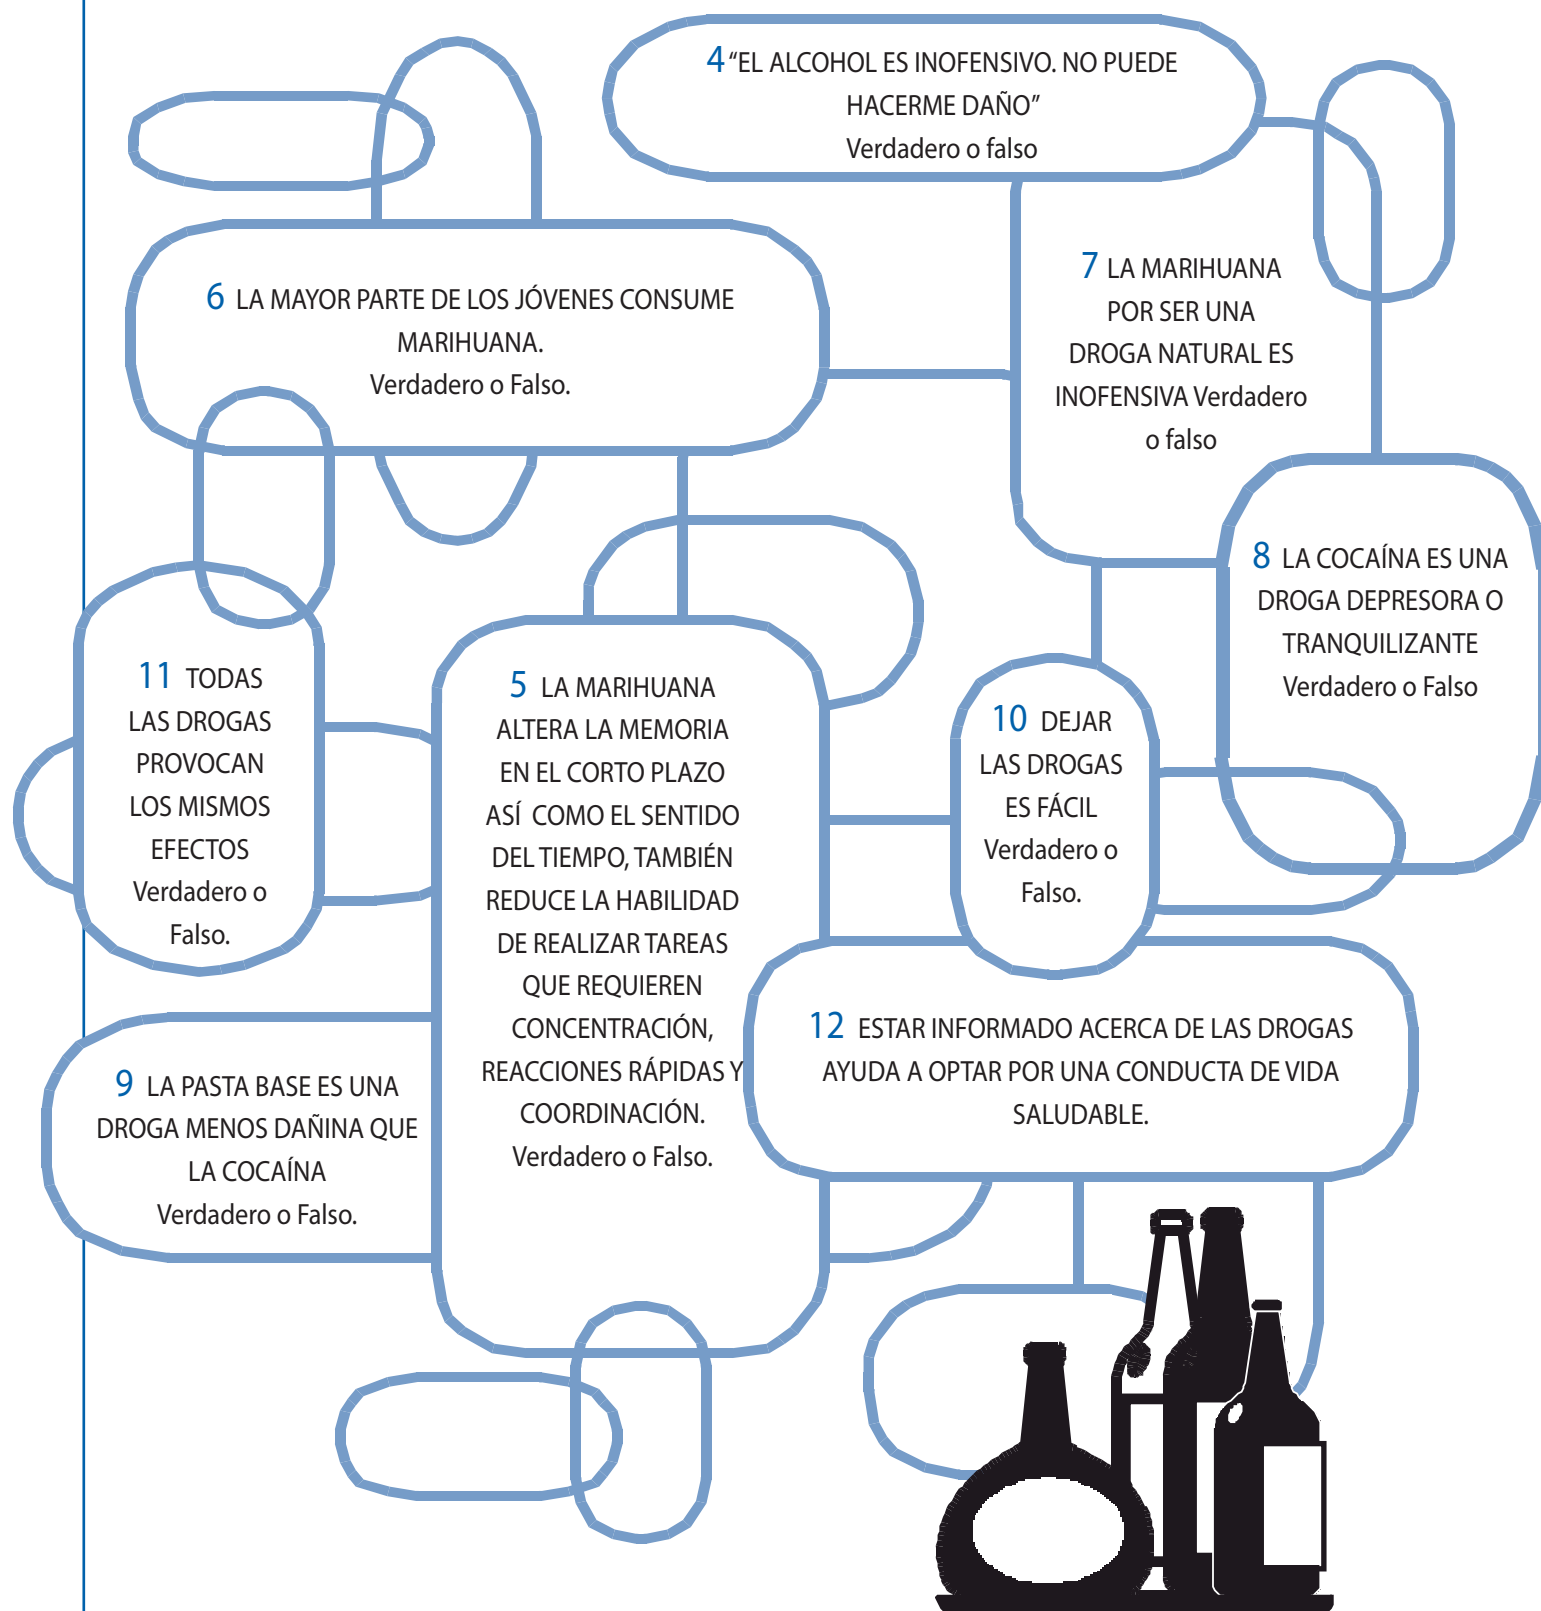 4 “EL ALCOHOL ES INOFENSIVO. NO PUEDE
HACERME DAÑO”
Verdadero o falso
6 LA MAYOR PARTE DE LOS JÓVENES CONSUME
MARIHUANA.
Verdadero o Falso.
7 LA MARIHUANA
POR SER UNA
DROGA NATURAL ES
INOFENSIVA Verdadero
o falso
8 LA COCAÍNA ES UNA
DROGA DEPRESORA O
TRANQUILIZANTE
Verdadero o Falso
11 TODAS
LAS DROGAS
PROVOCAN
LOS MISMOS
EFECTOS
Verdadero o
Falso.
5 LA MARIHUANA
ALTERA LA MEMORIA
EN EL CORTO PLAZO
ASÍ COMO EL SENTIDO
DEL TIEMPO, TAMBIÉN
REDUCE LA HABILIDAD
DE REALIZAR TAREAS
QUE REQUIEREN
CONCENTRACIÓN,
REACCIONES RÁPIDAS Y
COORDINACIÓN.
Verdadero o Falso.
10 DEJAR
LAS DROGAS
ES FÁCIL
Verdadero o
Falso.
12 ESTAR INFORMADO ACERCA DE LAS DROGAS
AYUDA A OPTAR POR UNA CONDUCTA DE VIDA
SALUDABLE.
9 LA PASTA BASE ES UNA
DROGA MENOS DAÑINA QUE
LA COCAÍNA
Verdadero o Falso.